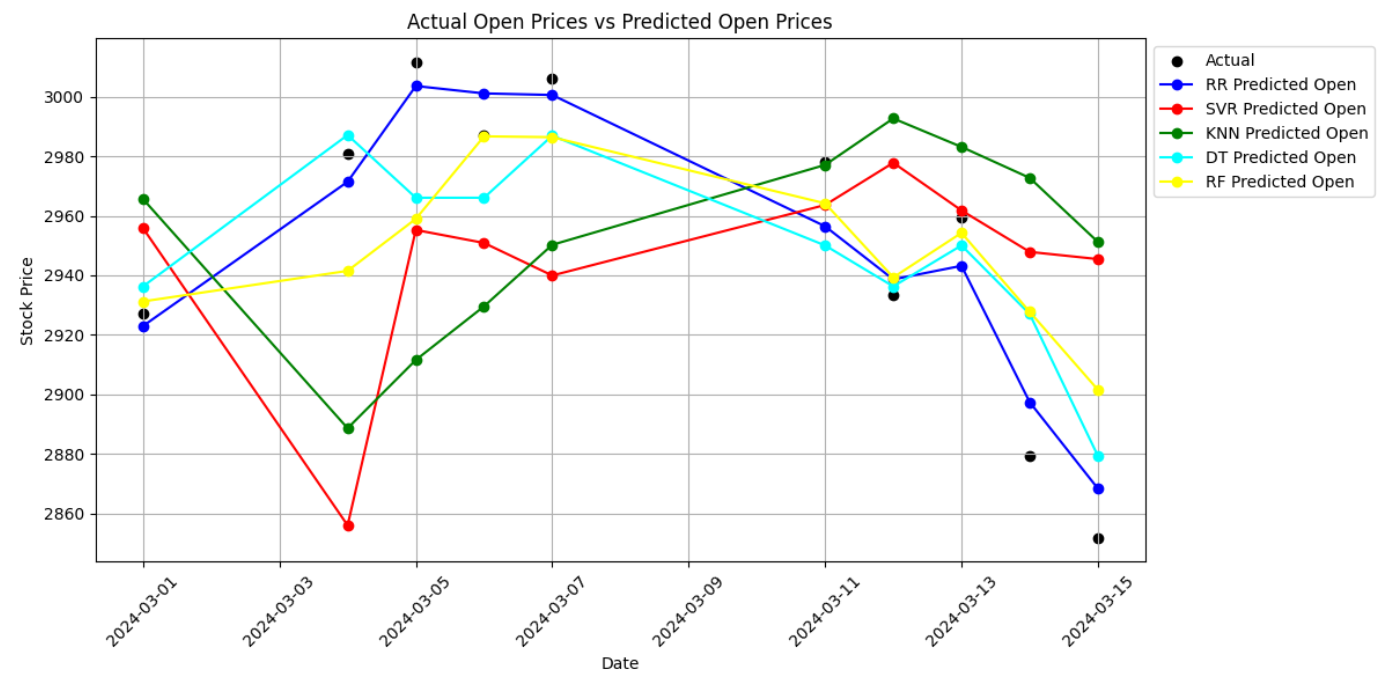 Actual Open Prices vs Predicted Open Prices
Actual
RR Predicted Open
SVR Predicted Open
KNN Predicted Open
DT Predicted Open
RF Predicted Open
Stock Price
3000
2980
2960
2940
2920
2900
2880
2860
2024-03-01
2024-03-03
2024-03-05
2024-03-07
2024-03-09
2024-03-11
2024-03-13
2024-03-15
Date